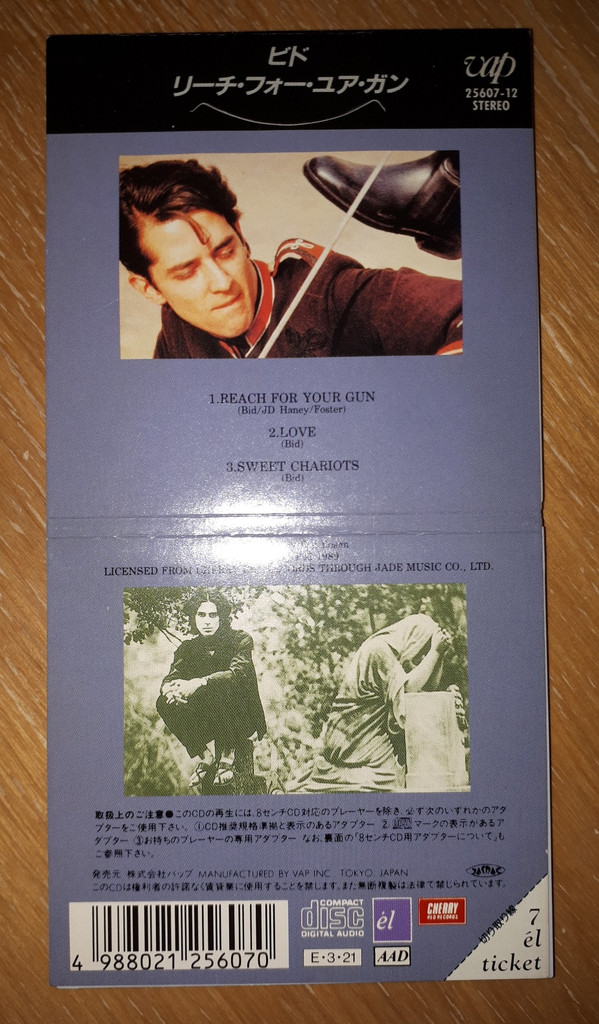 ビド
リーチ・フォー・ユア・ガン
vap
25607-12
STEREO
1.REACH FOR YOUR GUN
(Bid/JD Haney/Foster)
2.LOVE
(Bid)
3.SWEET CHARIOTS
(Bid)
1989
LICENSED FROM CHERRY RECORDS THROUGH JADE MUSIC CO., LTD.
取扱上のご注意●このCDの再生には、8センチCD対応のプレーヤーを除き、必ず次のいずれかのアダ
プターをご使用下さい。①CD推奨規格準拠と表示のあるアダプター ②マークの表示があるア
ダプター ③お持ちのプレーヤーの専用アダプター なお、裏面の「8センチCD用アダプターについて」も
ご参照下さい。
発売元 株式会社バップ MANUFACTURED BY VAP INC. TOKYO, JAPAN
このCDは権利者の許諾なく賃貸業に使用することを禁じます。また無断複製は法律で禁じられています。
4 988021 256070
COMPACT
disc
DIGITAL AUDIO
él
CHERRY
RED RECORDS
E・3・21
AAD
切り取り線
7
él
ticket